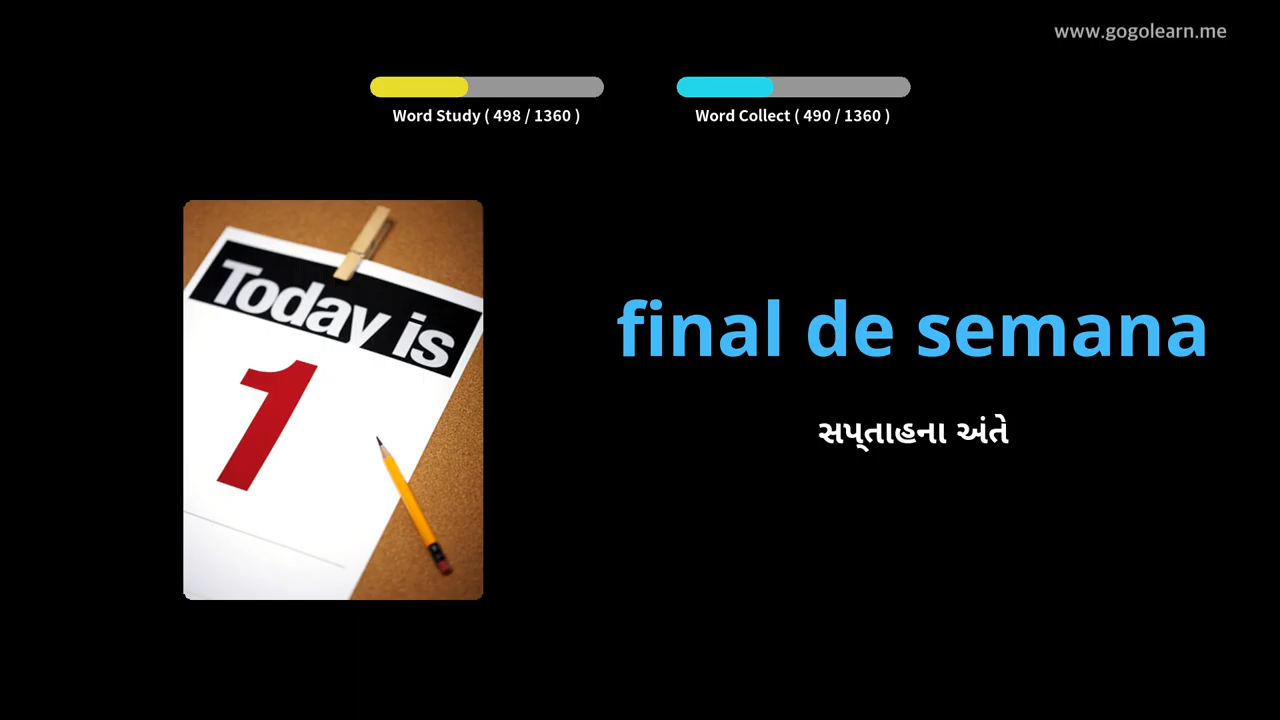 www.gogolearn.me
Word Study ( 498 / 1360 )
Word Collect ( 490 / 1360 )
Today is
1
final de semana
સપ્તાહના અંતે